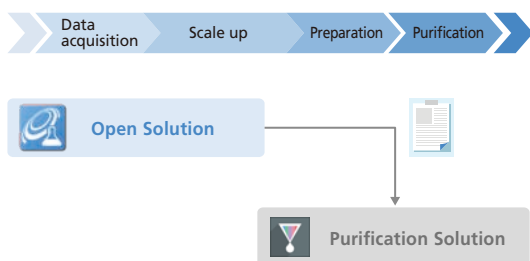 Data
acquisition
Scale up
Preparation
Purification
Open Solution
Purification Solution